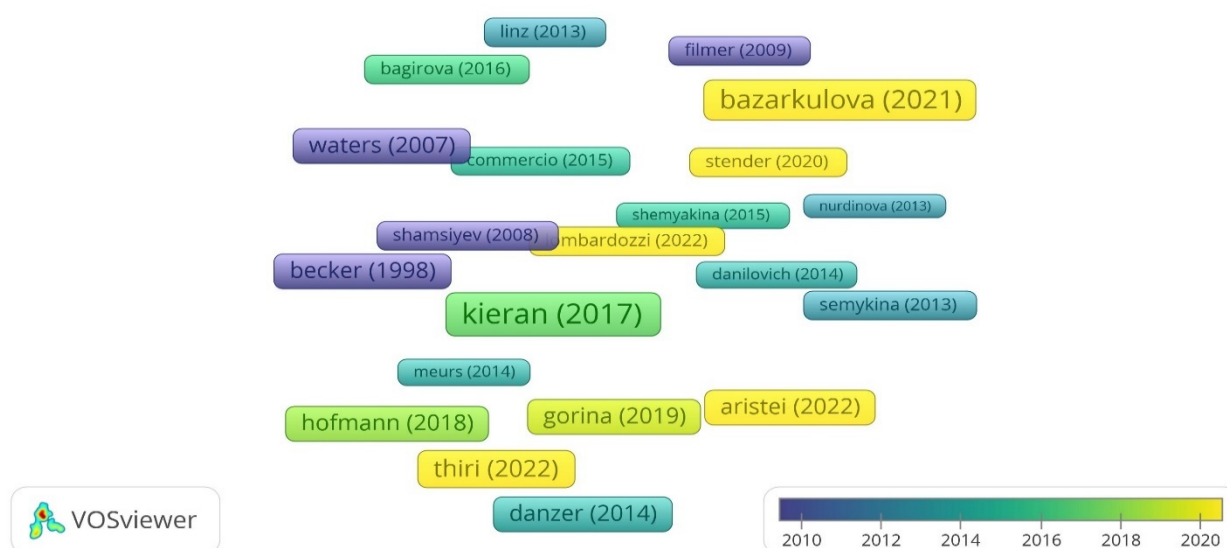 linz (2013)
filmer (2009)
bagirova (2016)
bazarkulova (2021)
waters (2007)
commercio (2015)
stender (2020)
nurdinova (2013)
shemyakina (2015)
shamsiyev (2008)
lombardozzi (2022)
becker (1998)
danilovich (2014)
semykina (2013)
kieran (2017)
meurs (2014)
aristei (2022)
hofmann (2018)
gorina (2019)
thiri (2022)
danzer (2014)
VOSviewer
2010 2012 2014 2016 2018 2020